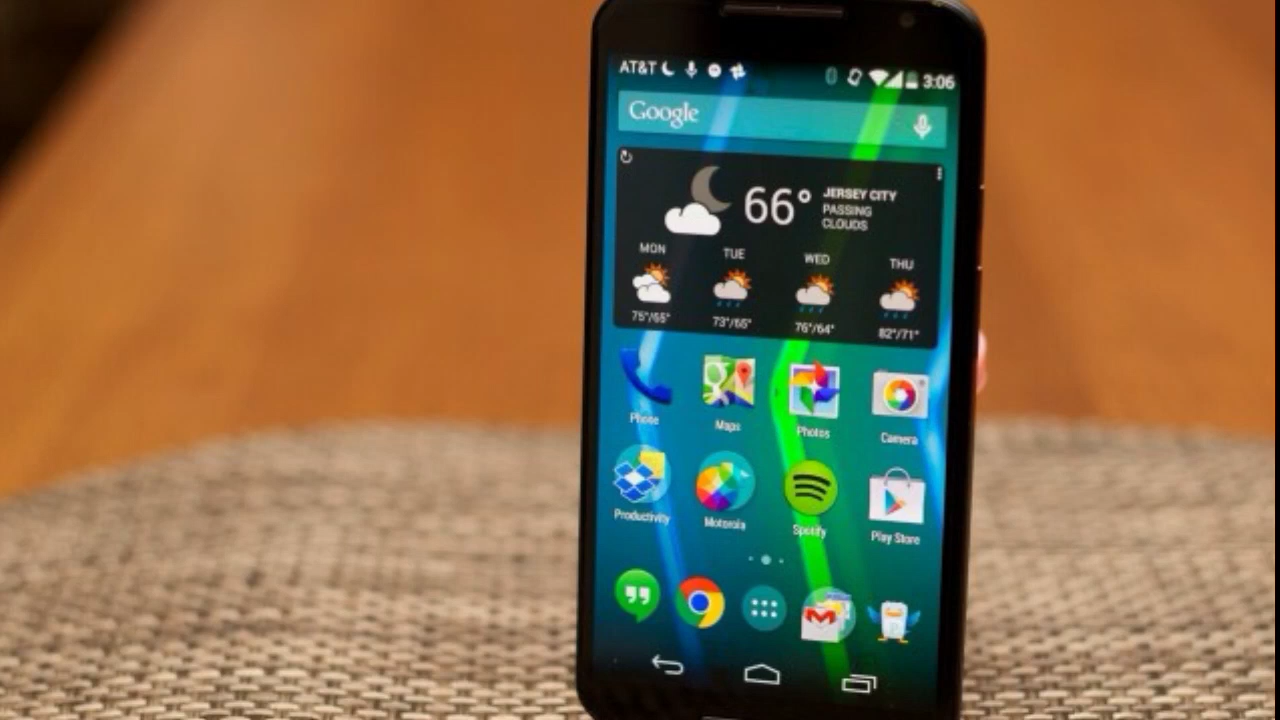 AT&T 3:06
Google
66° JERSEY CITY
PASSING
CLOUDS
MON TUE WED THU
75°/65° 73°/65° 76°/64° 82°/71°
Phone Maps Photos Camera
Productivity Motorola Spotify Play Store